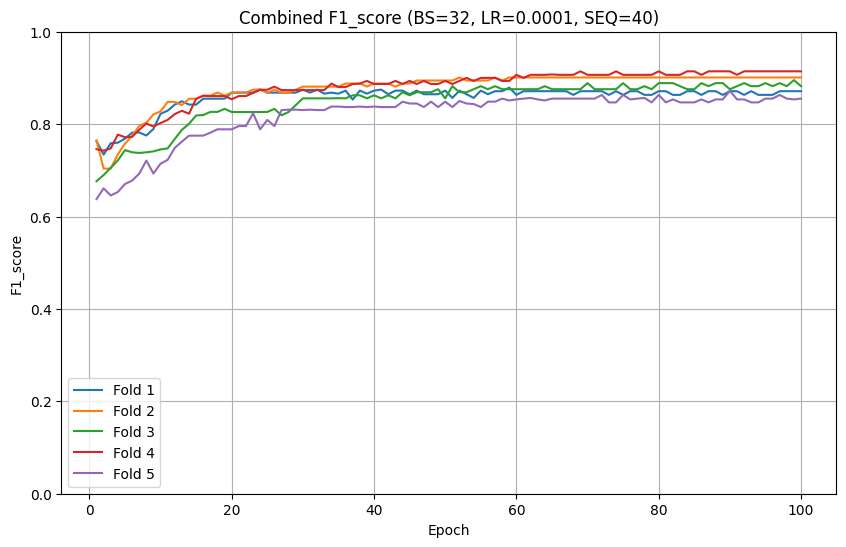 Combined F1_score (BS=32, LR=0.0001, SEQ=40)
F1_score
1.0
0.8
0.6
0.4
0.2
0.0
Fold 1
Fold 2
Fold 3
Fold 4
Fold 5
0 20 40 60 80 100
Epoch